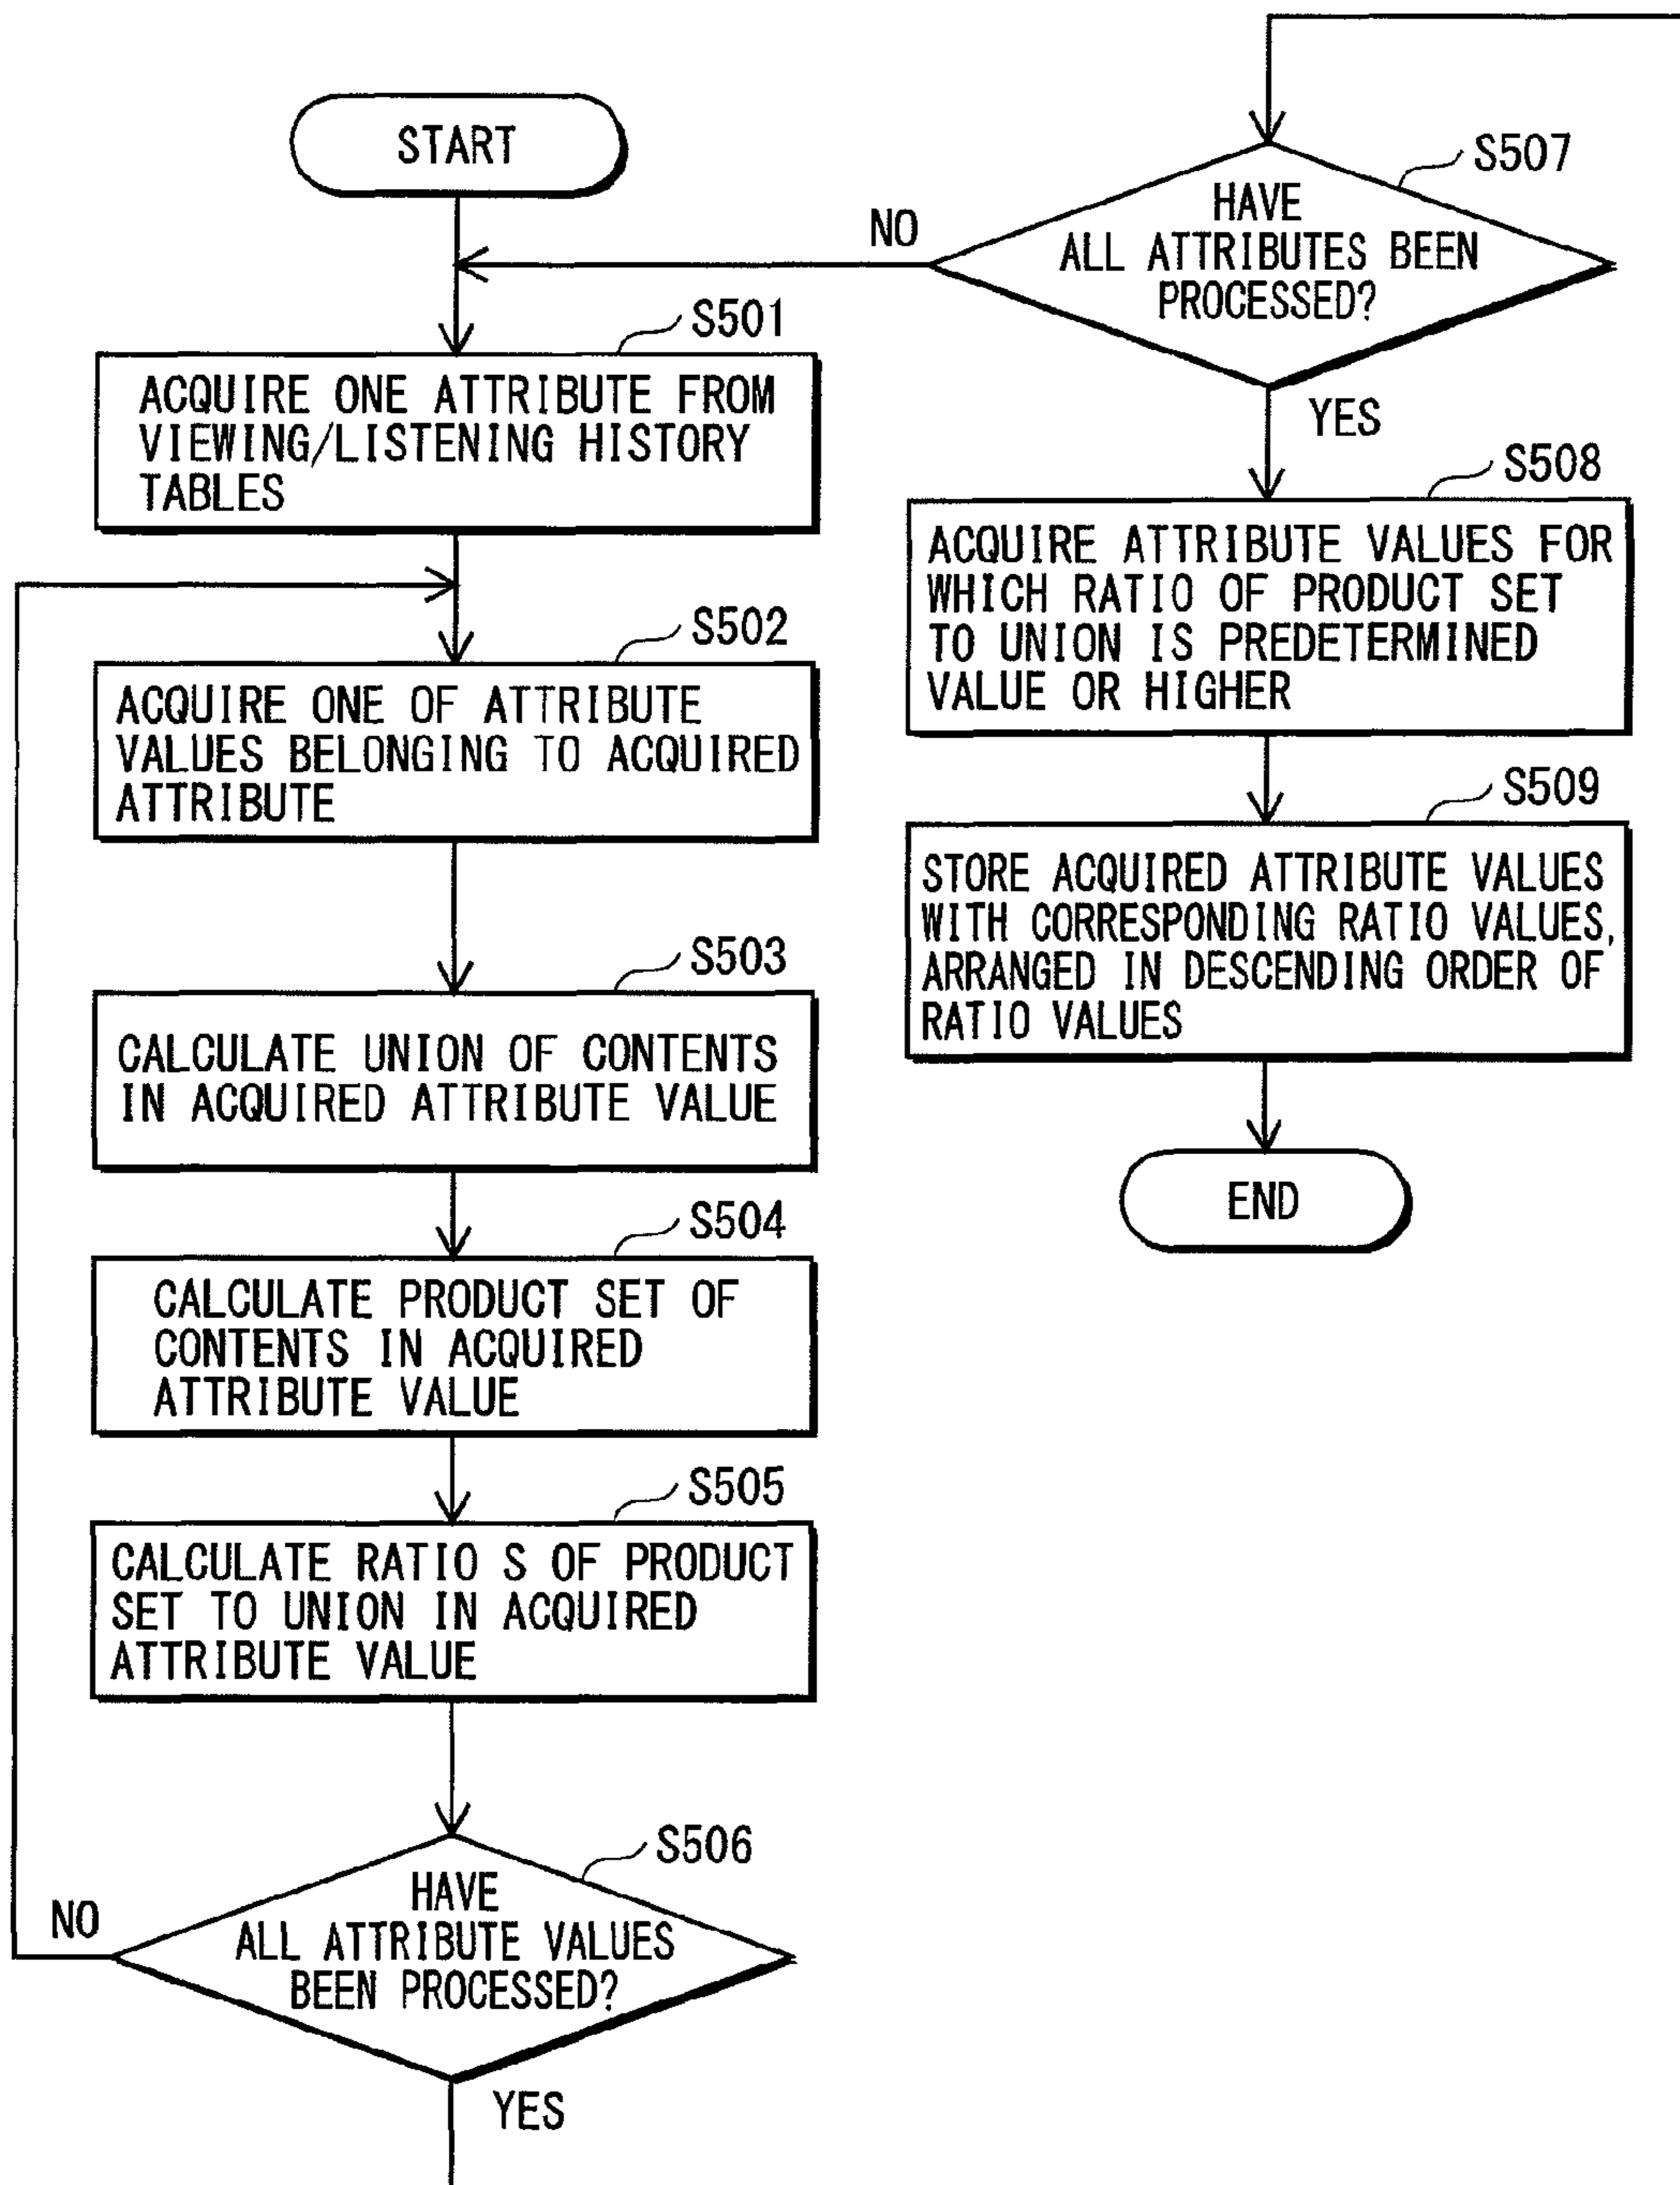 START
S501
ACQUIRE ONE ATTRIBUTE FROM
VIEWING/LISTENING HISTORY
TABLES
S502
ACQUIRE ONE OF ATTRIBUTE
VALUES BELONGING TO ACQUIRED
ATTRIBUTE
S503
CALCULATE UNION OF CONTENTS
IN ACQUIRED ATTRIBUTE VALUE
S504
CALCULATE PRODUCT SET OF
CONTENTS IN ACQUIRED
ATTRIBUTE VALUE
S505
CALCULATE RATIO S OF PRODUCT
SET TO UNION IN ACQUIRED
ATTRIBUTE VALUE
S506
HAVE
ALL ATTRIBUTE VALUES
BEEN PROCESSED?
NO
YES
S507
HAVE
ALL ATTRIBUTES BEEN
PROCESSED?
NO
YES
S508
ACQUIRE ATTRIBUTE VALUES FOR
WHICH RATIO OF PRODUCT SET
TO UNION IS PREDETERMINED
VALUE OR HIGHER
S509
STORE ACQUIRED ATTRIBUTE VALUES
WITH CORRESPONDING RATIO VALUES,
ARRANGED IN DESCENDING ORDER OF
RATIO VALUES
END